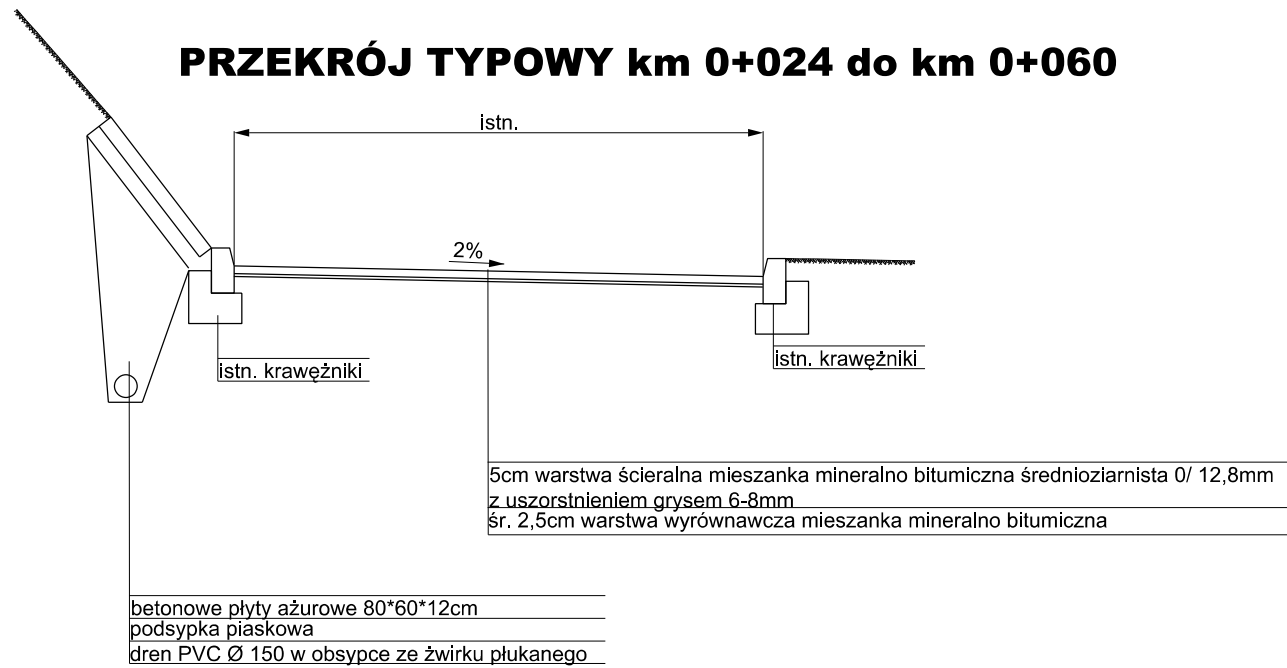 PRZEKRÓJ TYPOWY km 0+024 do km 0+060
istn.
2%
istn. krawężniki
istn. krawężniki
5cm warstwa ścieralna mieszanka mineralno bitumiczna średnioziarnista 0/ 12,8mm
z uszorstnieniem grysem 6-8mm
śr. 2,5cm warstwa wyrównawcza mieszanka mineralno bitumiczna
betonowe płyty ażurowe 80*60*12cm
podsypka piaskowa
dren PVC Ø 150 w obsypce ze żwirku płukanego